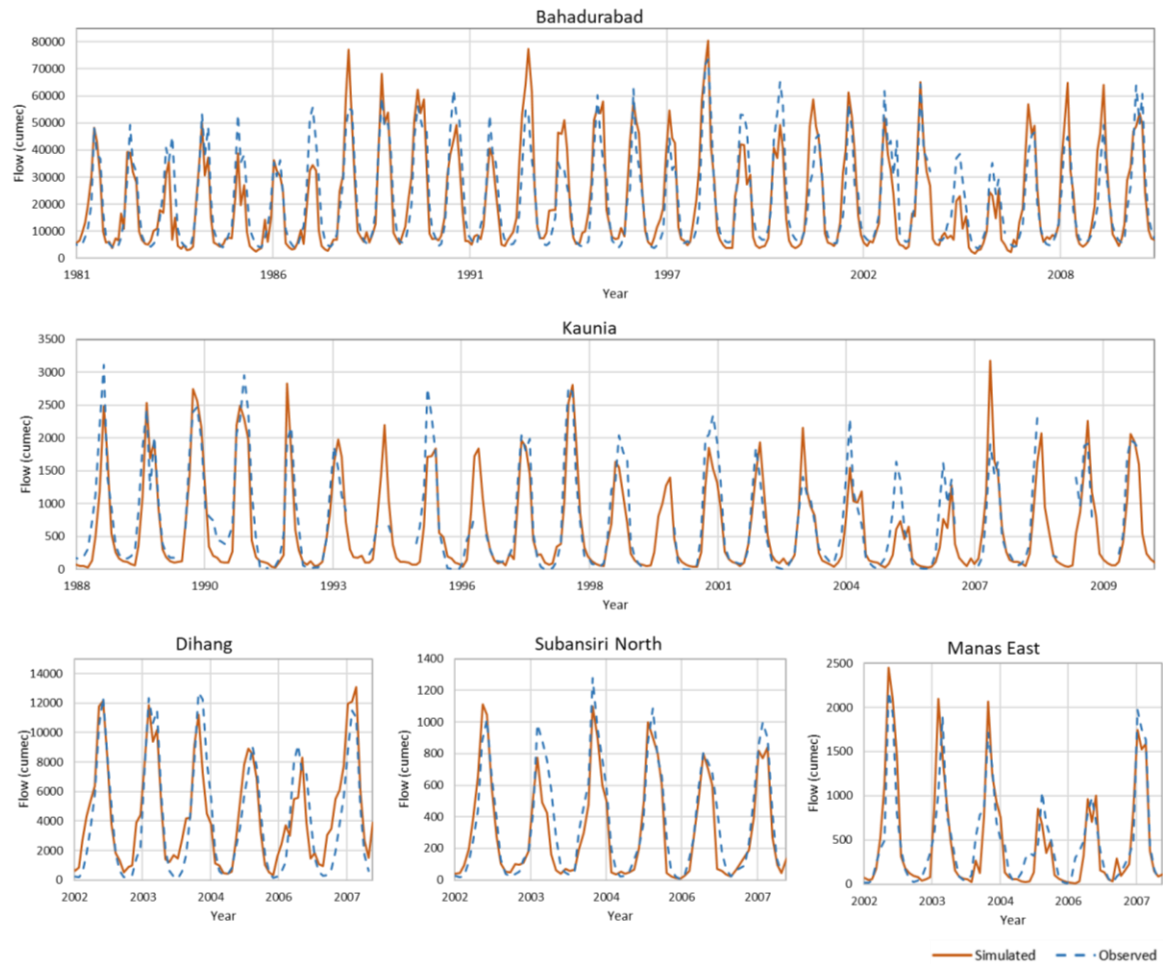 Bahadurabad
Flow (cumec)
80000
70000
60000
50000
40000
30000
20000
10000
0
1981 1986 1991 1997 2002 2008
Year
Kaunia
Flow (cumec)
3500
3000
2500
2000
1500
1000
500
0
1988 1990 1993 1996 1998 2001 2004 2007 2009
Year
Dihang
Flow (cumec)
14000
12000
10000
8000
6000
4000
2000
0
2002 2003 2004 2006 2007
Year
Subansiri North
Flow (cumec)
1400
1200
1000
800
600
400
200
0
2002 2003 2004 2006 2007
Year
Manas East
Flow (cumec)
2500
2000
1500
1000
500
0
2002 2003 2004 2006 2007
Year
Simulated Observed